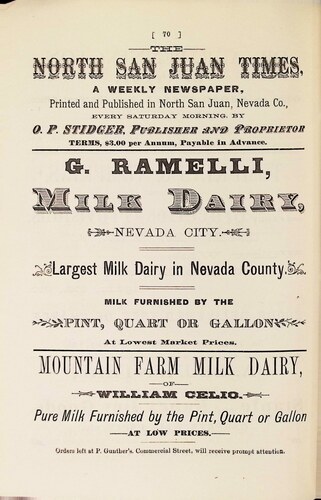 [ 70 ]
THE
NORTH SAN JUAN TIMES,
A WEEKLY NEWSPAPER,
Printed and Published in North San Juan, Nevada Co.,
EVERY SATURDAY MORNING, BY
O. P. STIDGER, PUBLISHER AND PROPRIETOR
TERMS, $3.00 per Annum, Payable in Advance.
G. RAMELLI,
MILK DAIRY,
NEVADA CITY.
Largest Milk Dairy in Nevada County.
MILK FURNISHED BY THE
PINT, QUART OR GALLON
At Lowest Market Prices.
MOUNTAIN FARM MILK DAIRY,
OF
WILLIAM CELIO.
Pure Milk Furnished by the Pint, Quart or Gallon
AT LOW PRICES.
Orders left at P. Gunther's. Commercial Street, will receive prompt attention.